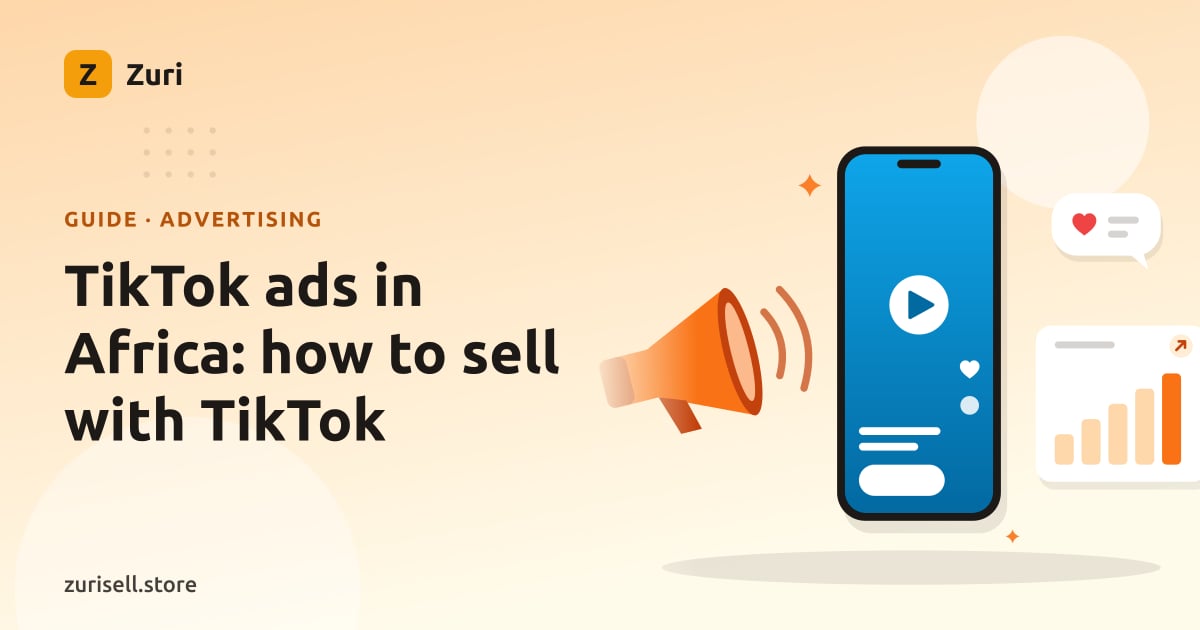 Z Zuri
GUIDE · ADVERTISING
TikTok ads in
Africa: how to sell
with TikTok
zurisell.store